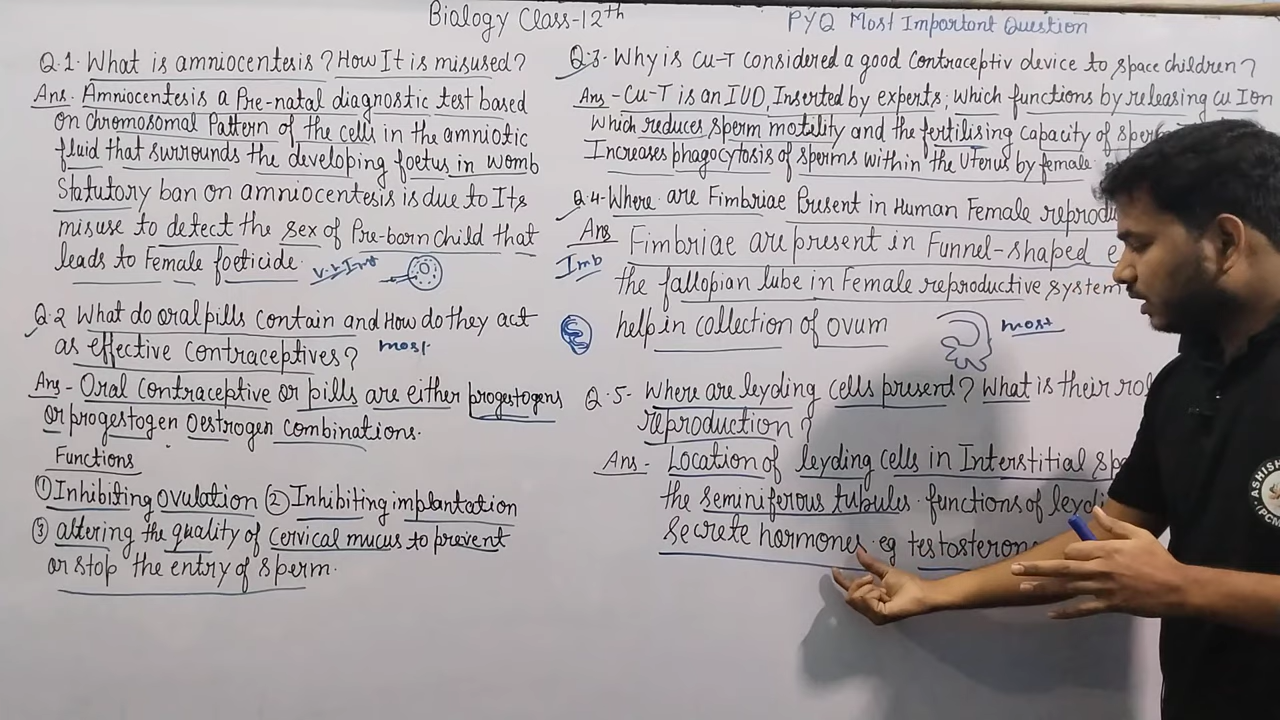 Biology Class-12th
PYQ Most Important Question
Q.1. What is amniocentesis? How It is misused?
Ans. Amniocentesis a Pre-natal diagnostic test based
on chromosomal Pattern of the cells in the amniotic
fluid that surrounds the developing foetus in womb
Statutory ban on amniocentesis is due to Its
misuse to detect the sex of Pre-born child that
leads to Female foeticide.
V.V.Imt
Q.2 What do oral pills contain and How do they act
as effective contraceptives?
most
Ans - Oral contraceptive or pills are either progestogens
or progestogen Oestrogen combinations.
Functions
① Inhibiting ovulation ② Inhibiting implantation
③ altering the quality of cervical mucus to prevent
or stop the entry of sperm.
Q.3. Why is Cu-T considered a good contraceptiv device to space children?
Ans - Cu-T is an IUD, Inserted by experts, which functions by releasing cu Ion
Which reduces sperm motility and the fertilising capacity of
Increases phagocytosis of sperms within the Uterus by female
Q.4. Where are Fimbriae Present in Human Female
Ans
Imb
Fimbriae are present in Funnel-shaped
the fallopian lube in Female reproductive system
help in collection of ovum
most
Q.5. Where are leyding cells present? What is their
reproduction?
Ans - Location of leyding cells in Interstitial
the seminiferous tubules. functions of
secrete hormones. eg
ASHISH